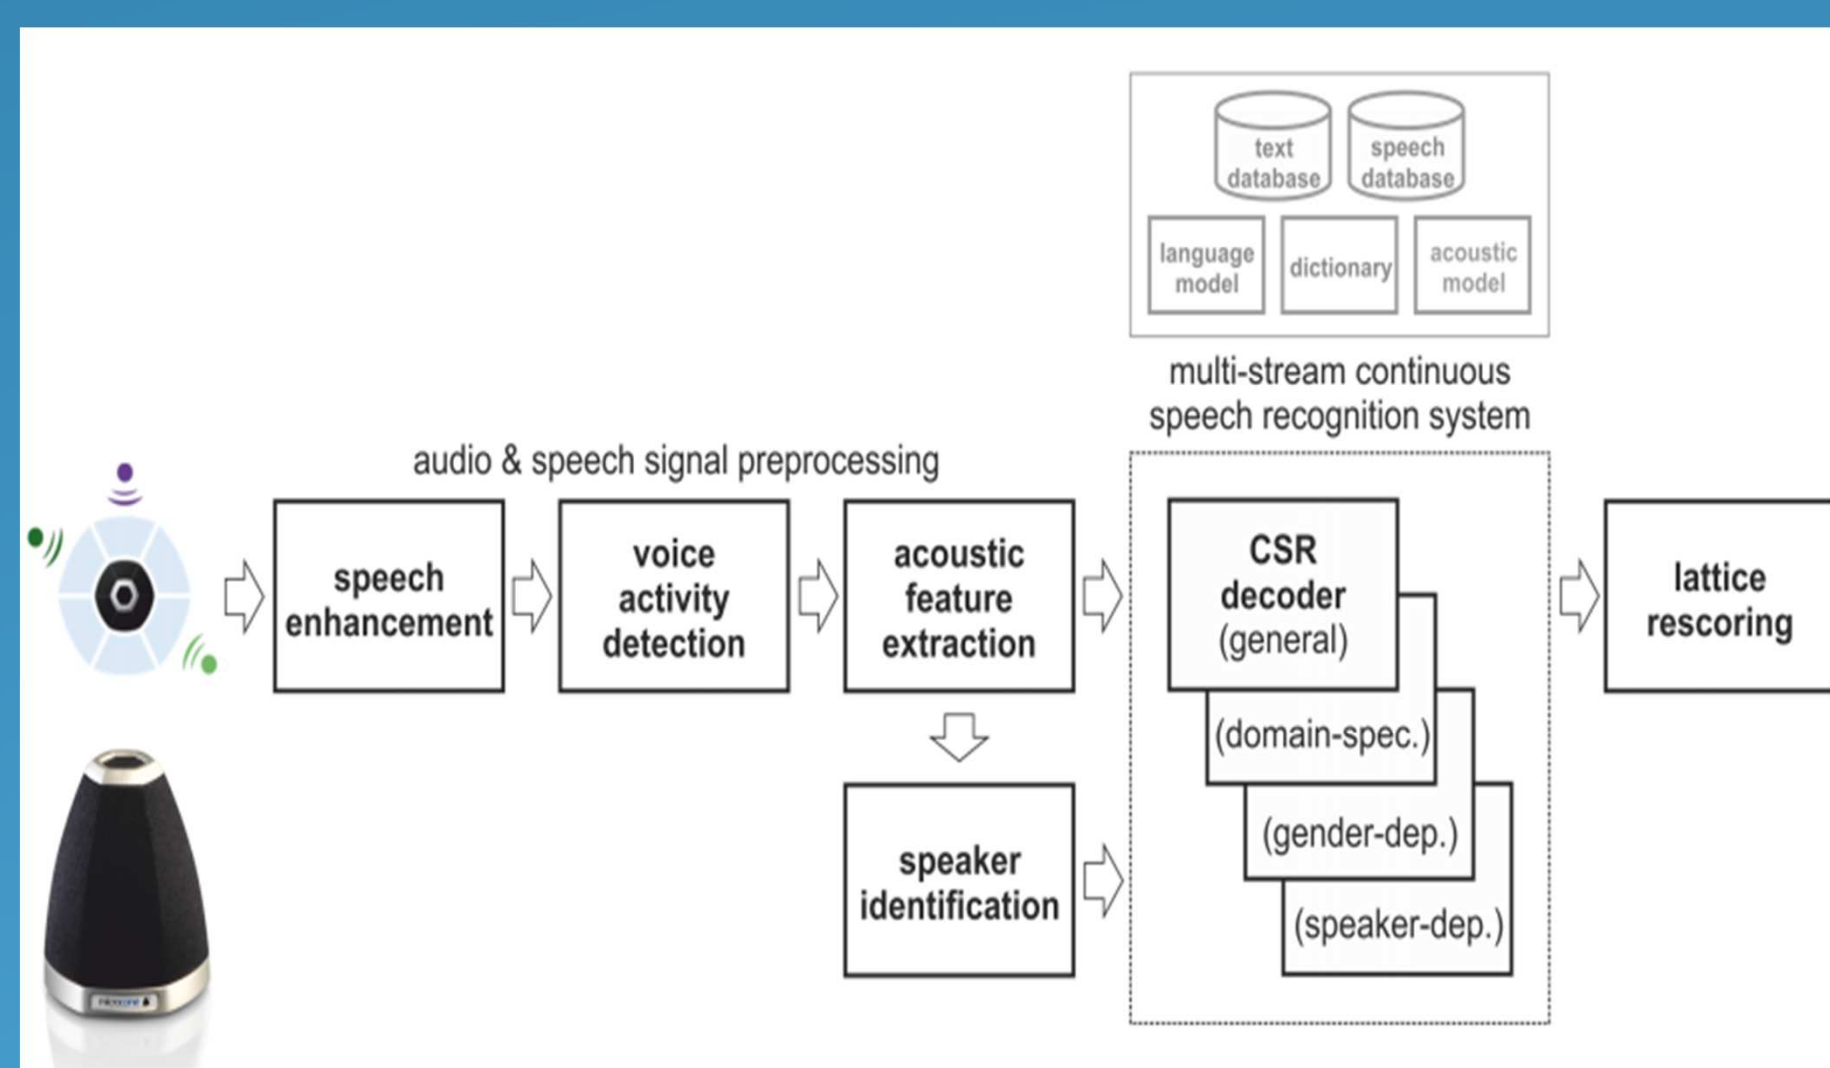 text
database
speech
database
language
model
dictionary
acoustic
model
multi-stream continuous
speech recognition system
audio & speech signal preprocessing
speech
enhancement
voice
activity
detection
acoustic
feature
extraction
CSR
decoder
(general)
(domain-spec.)
(gender-dep.)
(speaker-dep.)
lattice
rescoring
speaker
identification
microcone